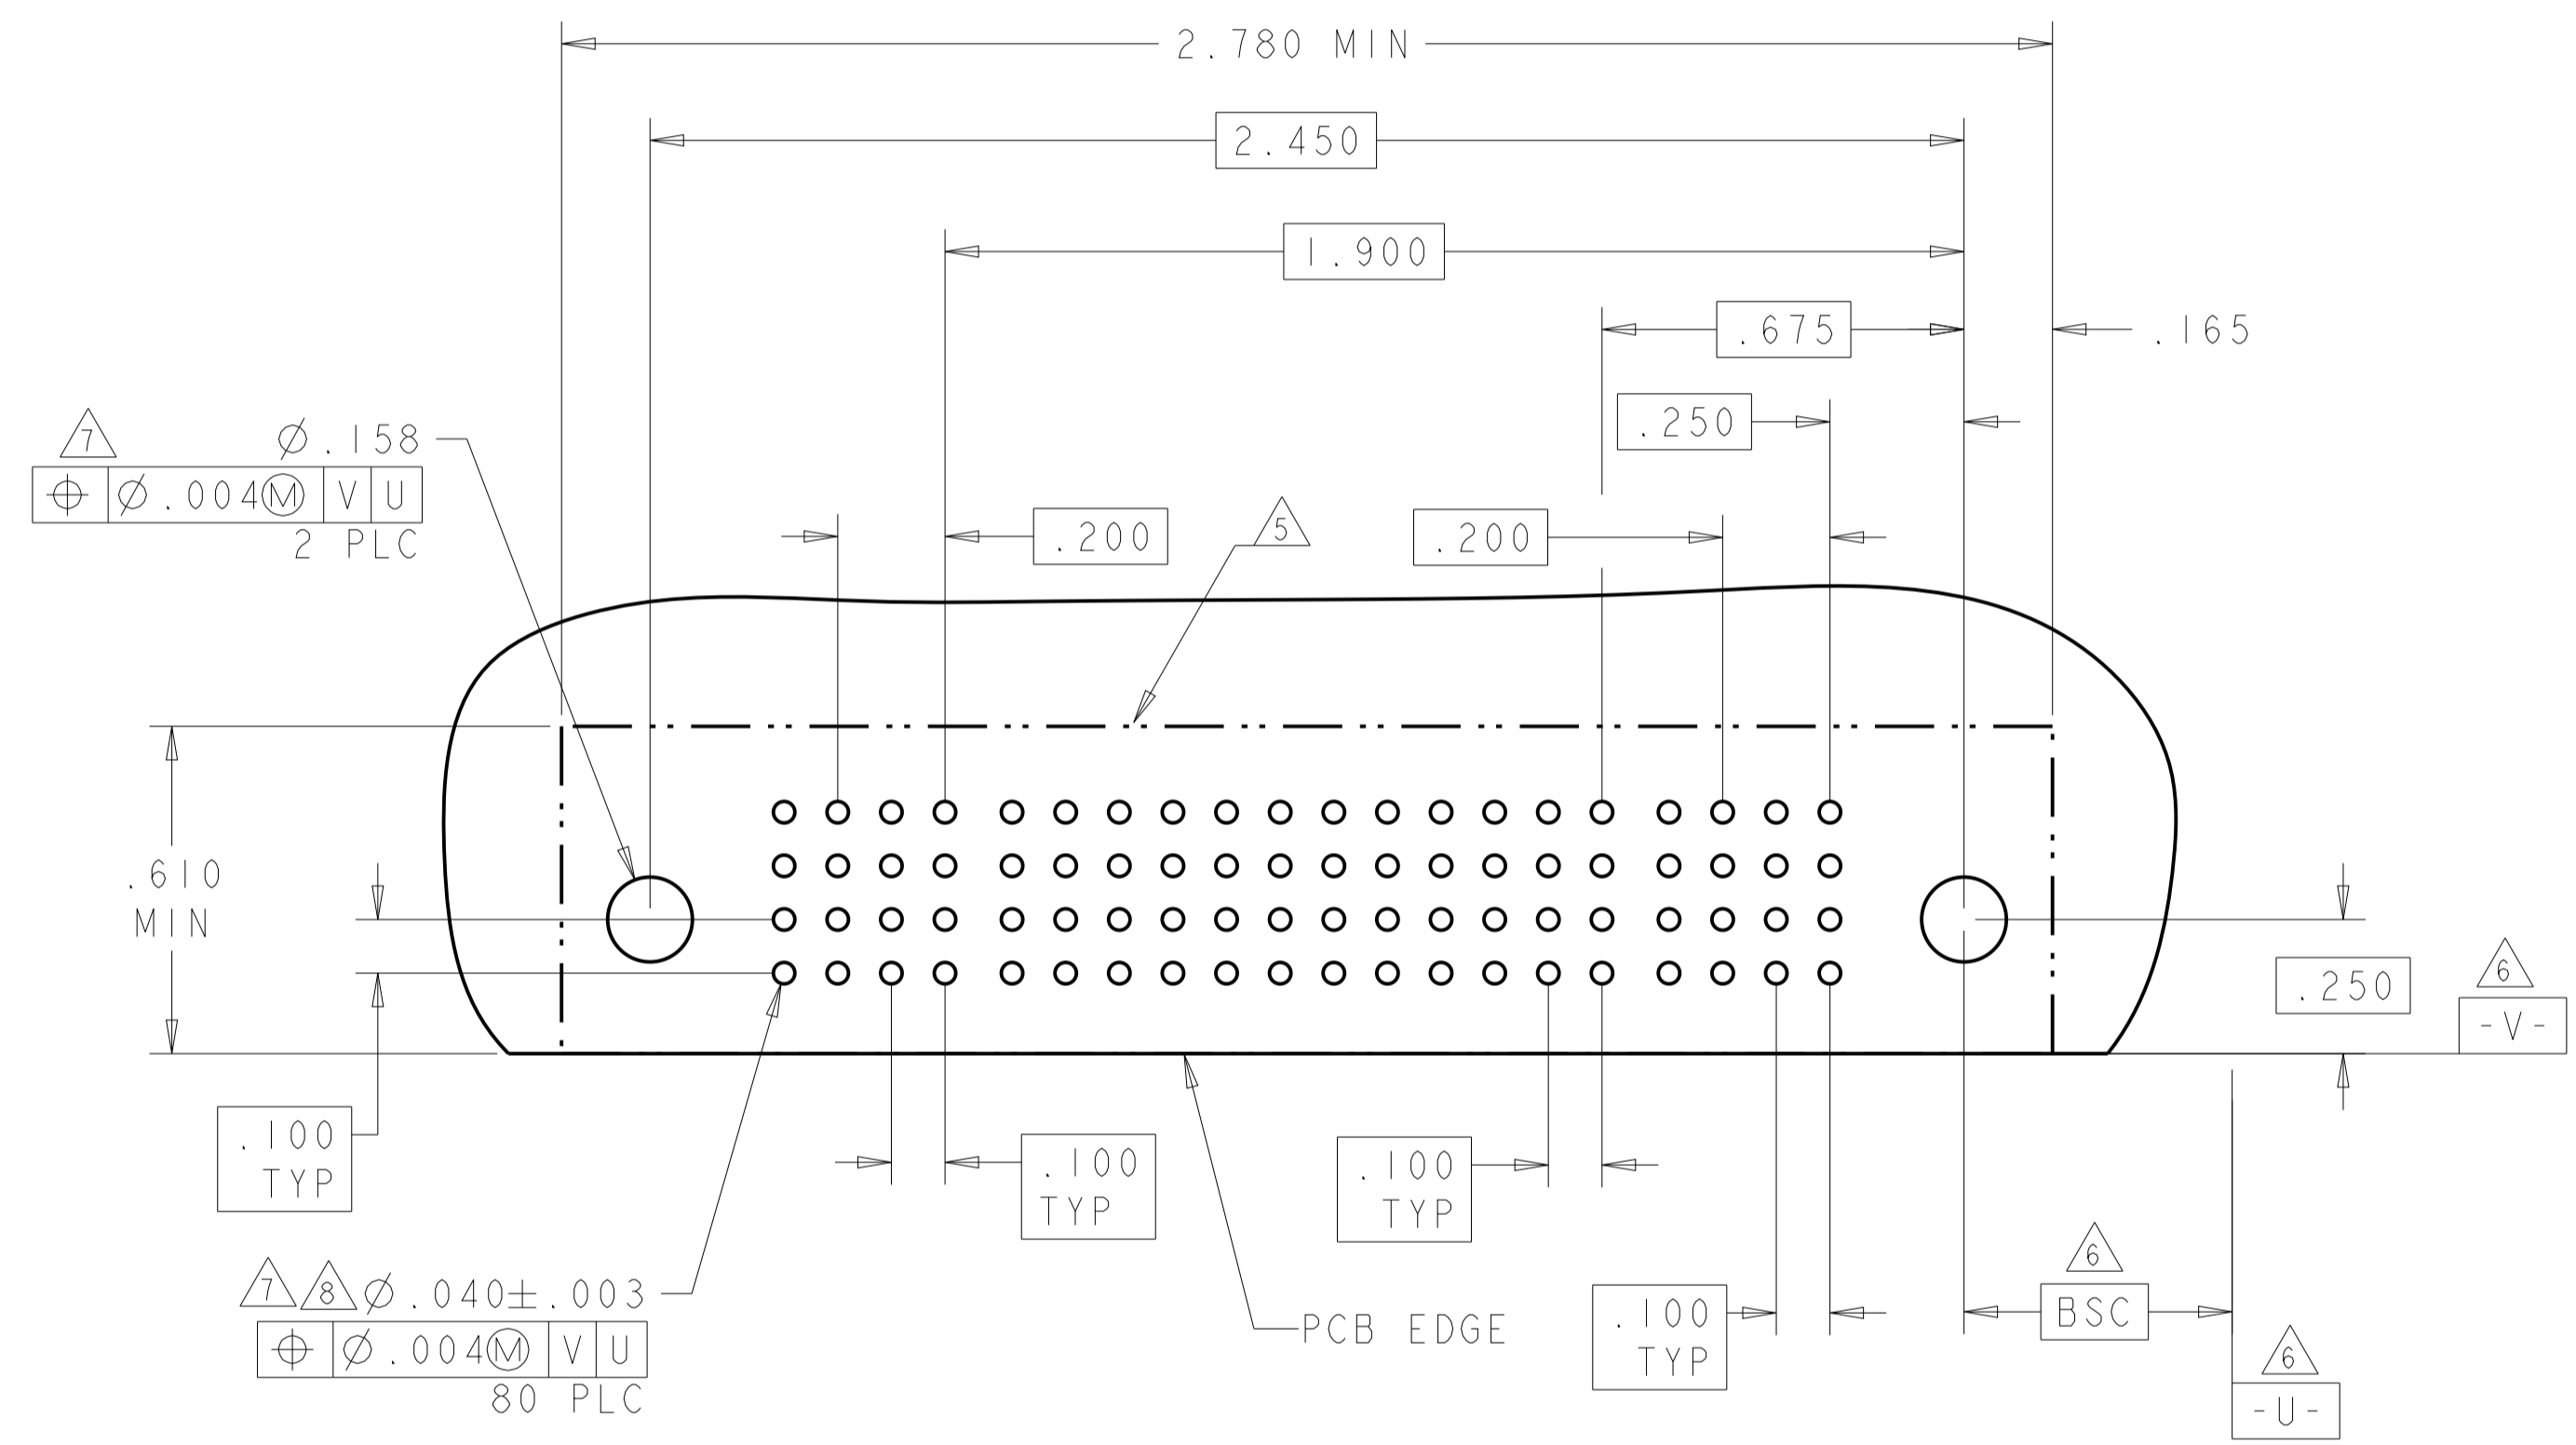 2.780 MIN
2.450
1.900
.675
.165
.250
7
⌀.158
⌖ ⌀.004Ⓜ V U
2 PLC
.200
5
.200
.610
MIN
.250
6
-V-
.100
TYP
.100
TYP
.100
TYP
7 8 ⌀.040±.003
⌖ ⌀.004Ⓜ V U
80 PLC
PCB EDGE
.100
TYP
6
BSC
6
-U-